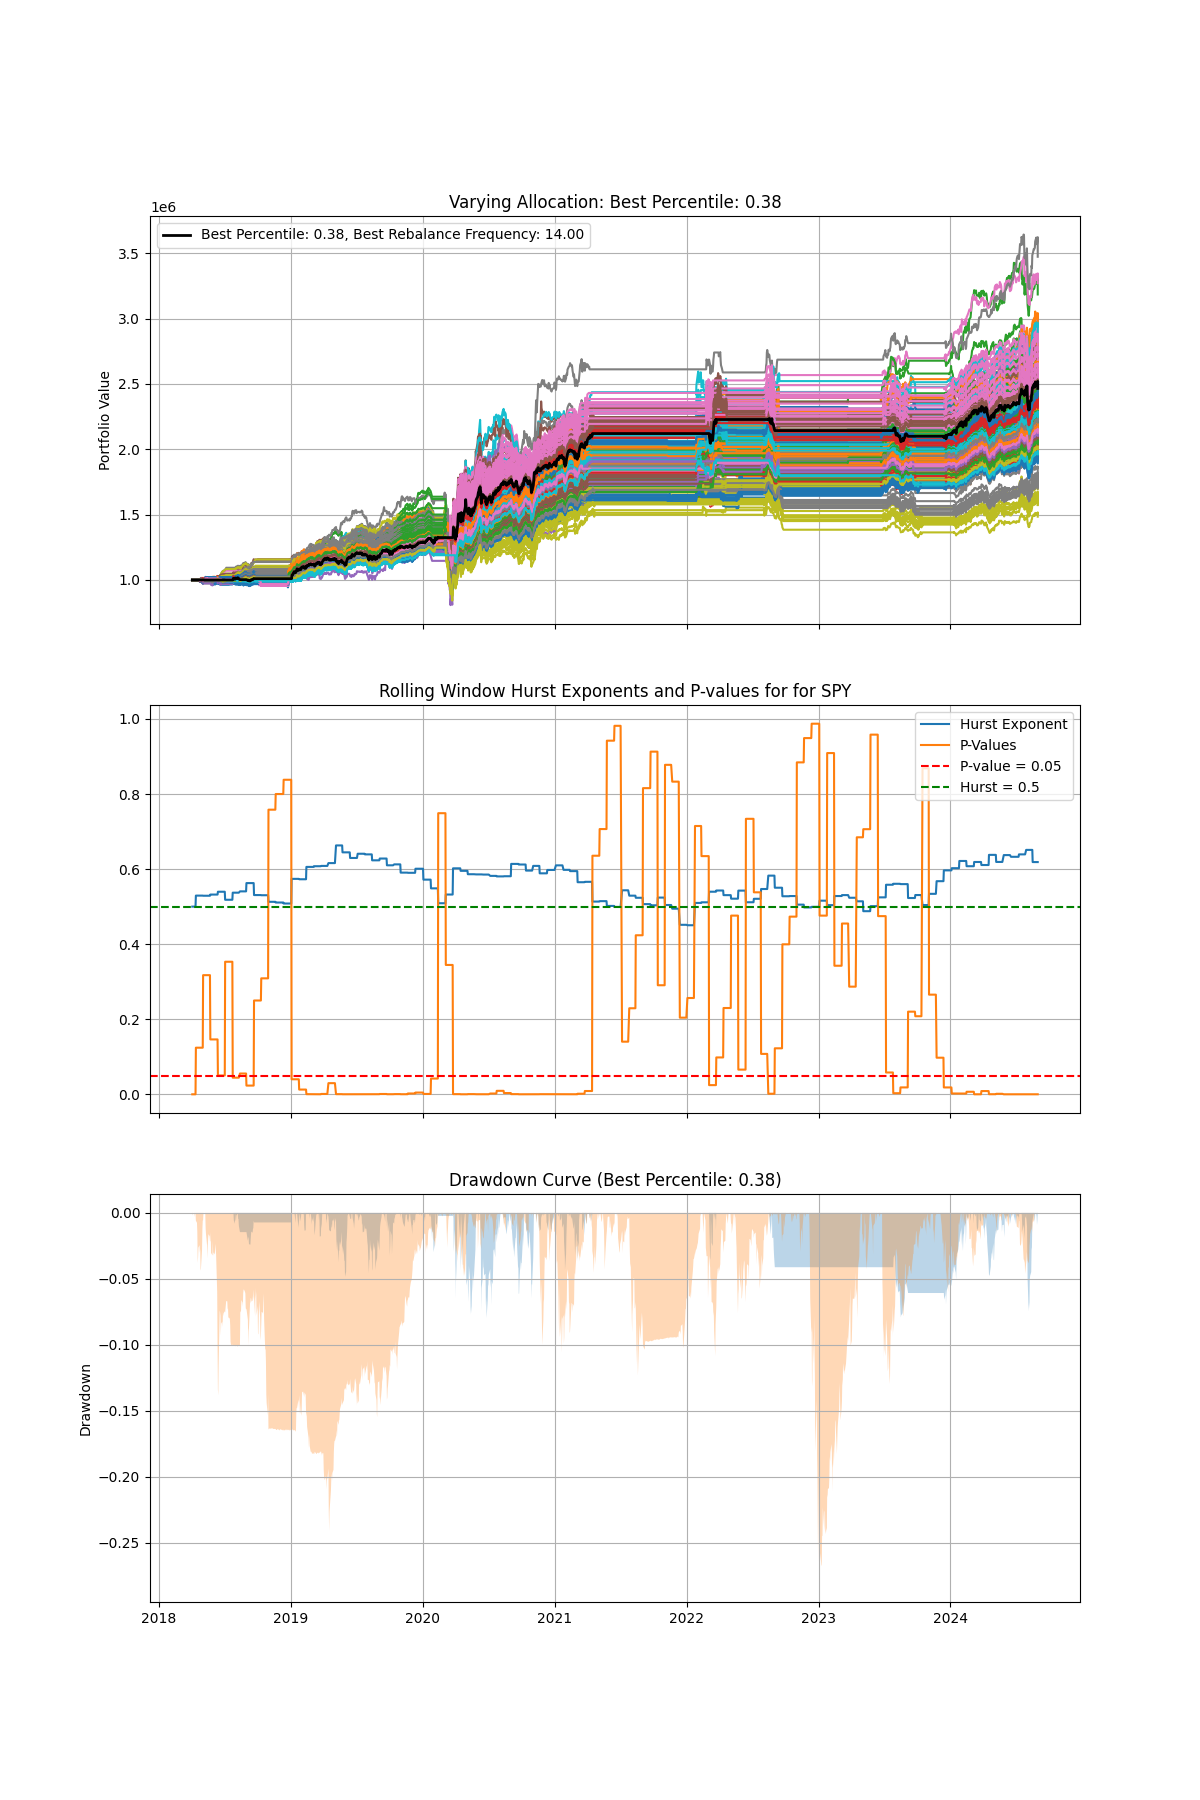 Varying Allocation: Best Percentile: 0.38
1e6
Best Percentile: 0.38, Best Rebalance Frequency: 14.00
3.5
3.0
2.5
2.0
1.5
1.0
Portfolio Value
Rolling Window Hurst Exponents and P-values for for SPY
1.0
0.8
0.6
0.4
0.2
0.0
Hurst Exponent
P-Values
P-value = 0.05
Hurst = 0.5
Drawdown Curve (Best Percentile: 0.38)
0.00
−0.05
−0.10
−0.15
−0.20
−0.25
Drawdown
2018 2019 2020 2021 2022 2023 2024